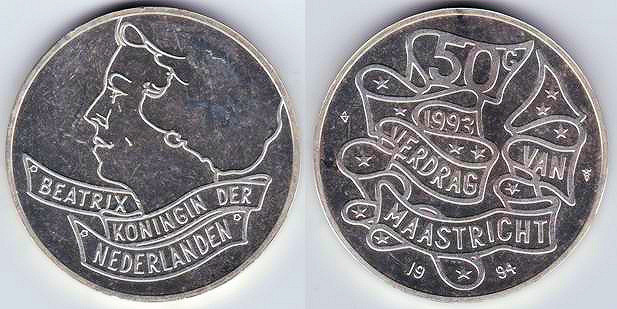 BEATRIX
KONINGIN DER
NEDERLANDEN
50G
1993
VERDRAG VAN
MAASTRICHT
19 94